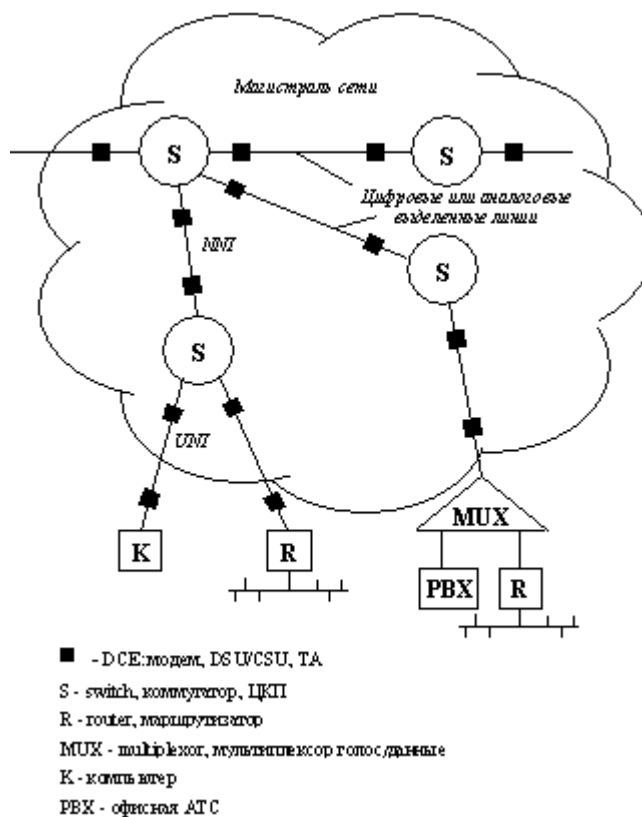 Магистраль сети
S
S
Цифровые или аналоговые
выделенные линии
NNI
S
S
UNI
K
R
MUX
PBX
R
- DCE:модем, DSU/CSU, TA
S - switch, коммутатор, ЦКП
R - router, маршрутизатор
MUX - multiplexor, мультиплексор голос/данные
K - компьютер
PBX - офисная АТС